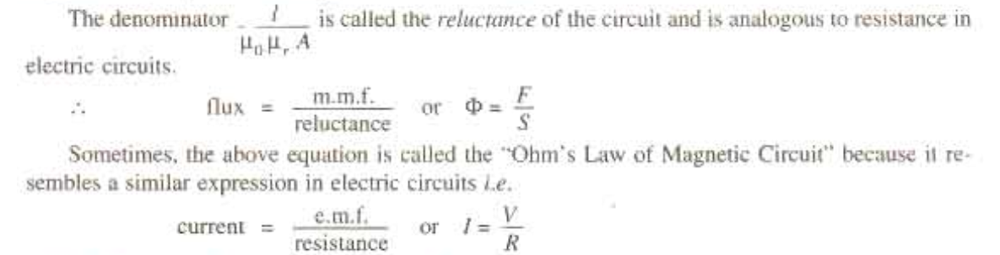 The denominator l / μ₀ μᵣ A is called the reluctance of the circuit and is analogous to resistance in
electric circuits.
∴ flux = m.m.f. / reluctance or Φ = F / S
Sometimes, the above equation is called the "Ohm's Law of Magnetic Circuit" because it re-
sembles a similar expression in electric circuits i.e.
current = e.m.f. / resistance or I = V / R